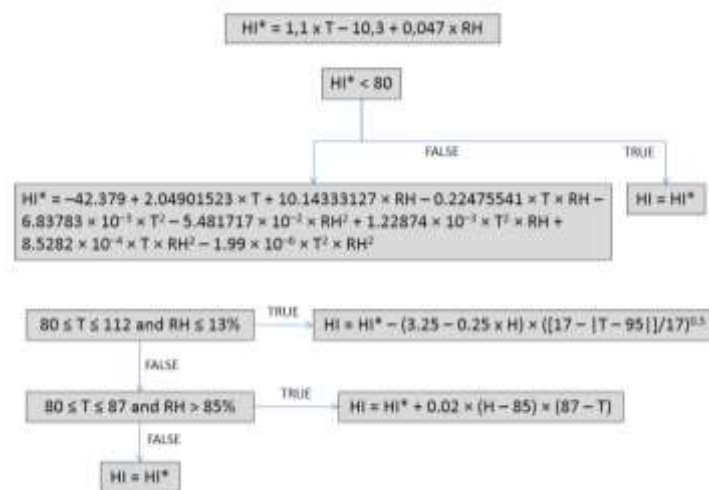 HI* = 1,1 x T – 10,3 + 0,047 x RH
HI* < 80
FALSE
TRUE
HI* = –42.379 + 2.04901523 × T + 10.14333127 × RH – 0.22475541 × T × RH –
6.83783 × 10⁻³ × T² – 5.481717 × 10⁻² × RH² + 1.22874 × 10⁻³ × T² × RH +
8.5282 × 10⁻⁴ × T × RH² – 1.99 × 10⁻⁶ × T² × RH²
HI = HI*
80 ≤ T ≤ 112 and RH ≤ 13%
TRUE
HI = HI* – (3.25 – 0.25 x H) × ([17 – |T – 95|]/17)⁰·⁵
FALSE
80 ≤ T ≤ 87 and RH > 85%
TRUE
HI = HI* + 0.02 × (H – 85) × (87 – T)
FALSE
HI = HI*